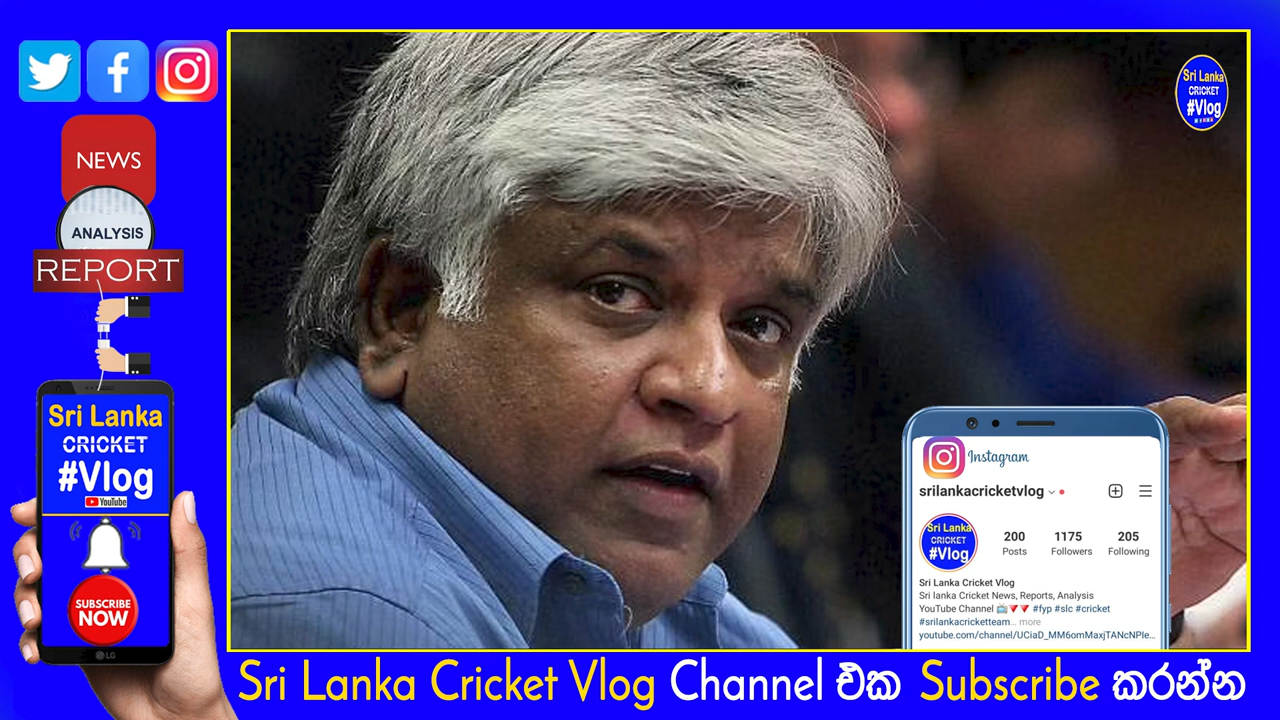 NEWS
ANALYSIS
REPORT
Sri Lanka
CRICKET
#Vlog
YouTube
SUBSCRIBE
NOW
LG
Sri Lanka
CRICKET
#Vlog
Instagram
srilankacricketvlog
Sri Lanka
CRICKET
#Vlog
200 1175 205
Posts Followers Following
Sri Lanka Cricket Vlog
Sri lanka Cricket News, Reports, Analysis
YouTube Channel 📺🔻🔻 #fyp #slc #cricket
#srilankacricketteam... more
youtube.com/channel/UCiaD_MM6omMaxjTANcNPIe...
Sri Lanka Cricket Vlog Channel එක Subscribe කරන්න